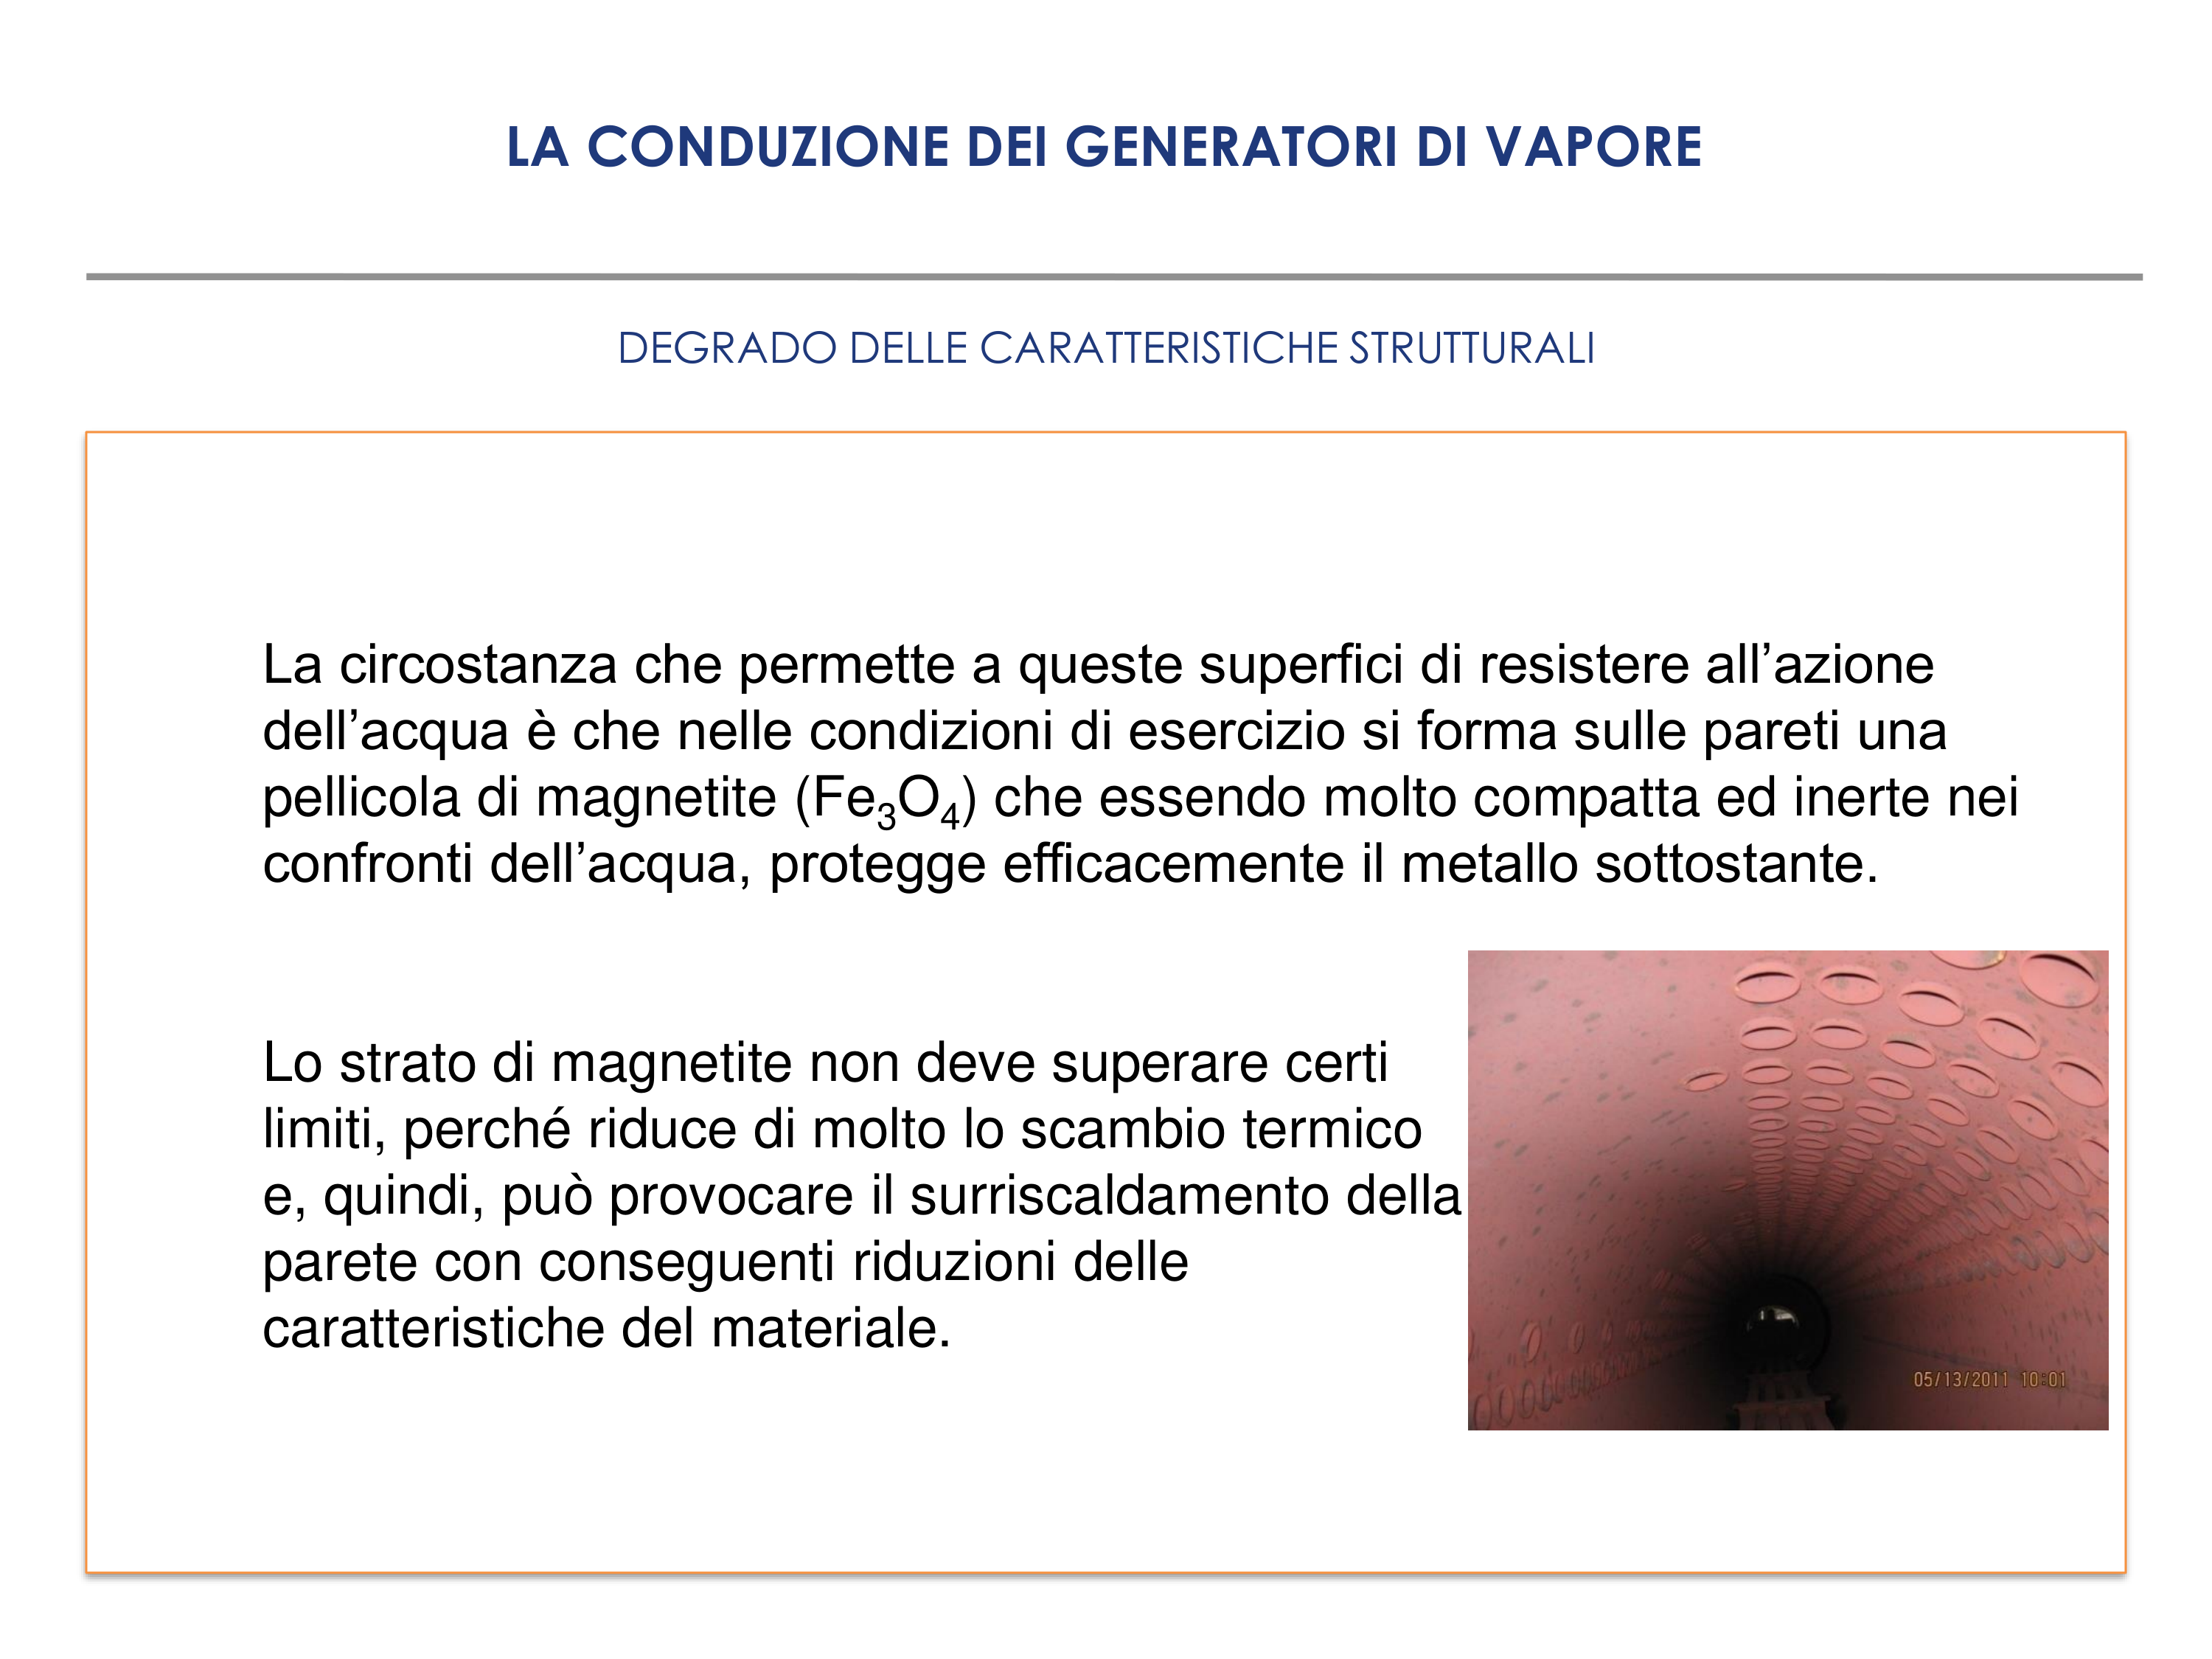 LA CONDUZIONE DEI GENERATORI DI VAPORE
DEGRADO DELLE CARATTERISTICHE STRUTTURALI
La circostanza che permette a queste superfici di resistere all’azione
dell’acqua è che nelle condizioni di esercizio si forma sulle pareti una
pellicola di magnetite (Fe₃O₄) che essendo molto compatta ed inerte nei
confronti dell’acqua, protegge efficacemente il metallo sottostante.
Lo strato di magnetite non deve superare certi
limiti, perché riduce di molto lo scambio termico
e, quindi, può provocare il surriscaldamento della
parete con conseguenti riduzioni delle
caratteristiche del materiale.
05/13/2011 10:01